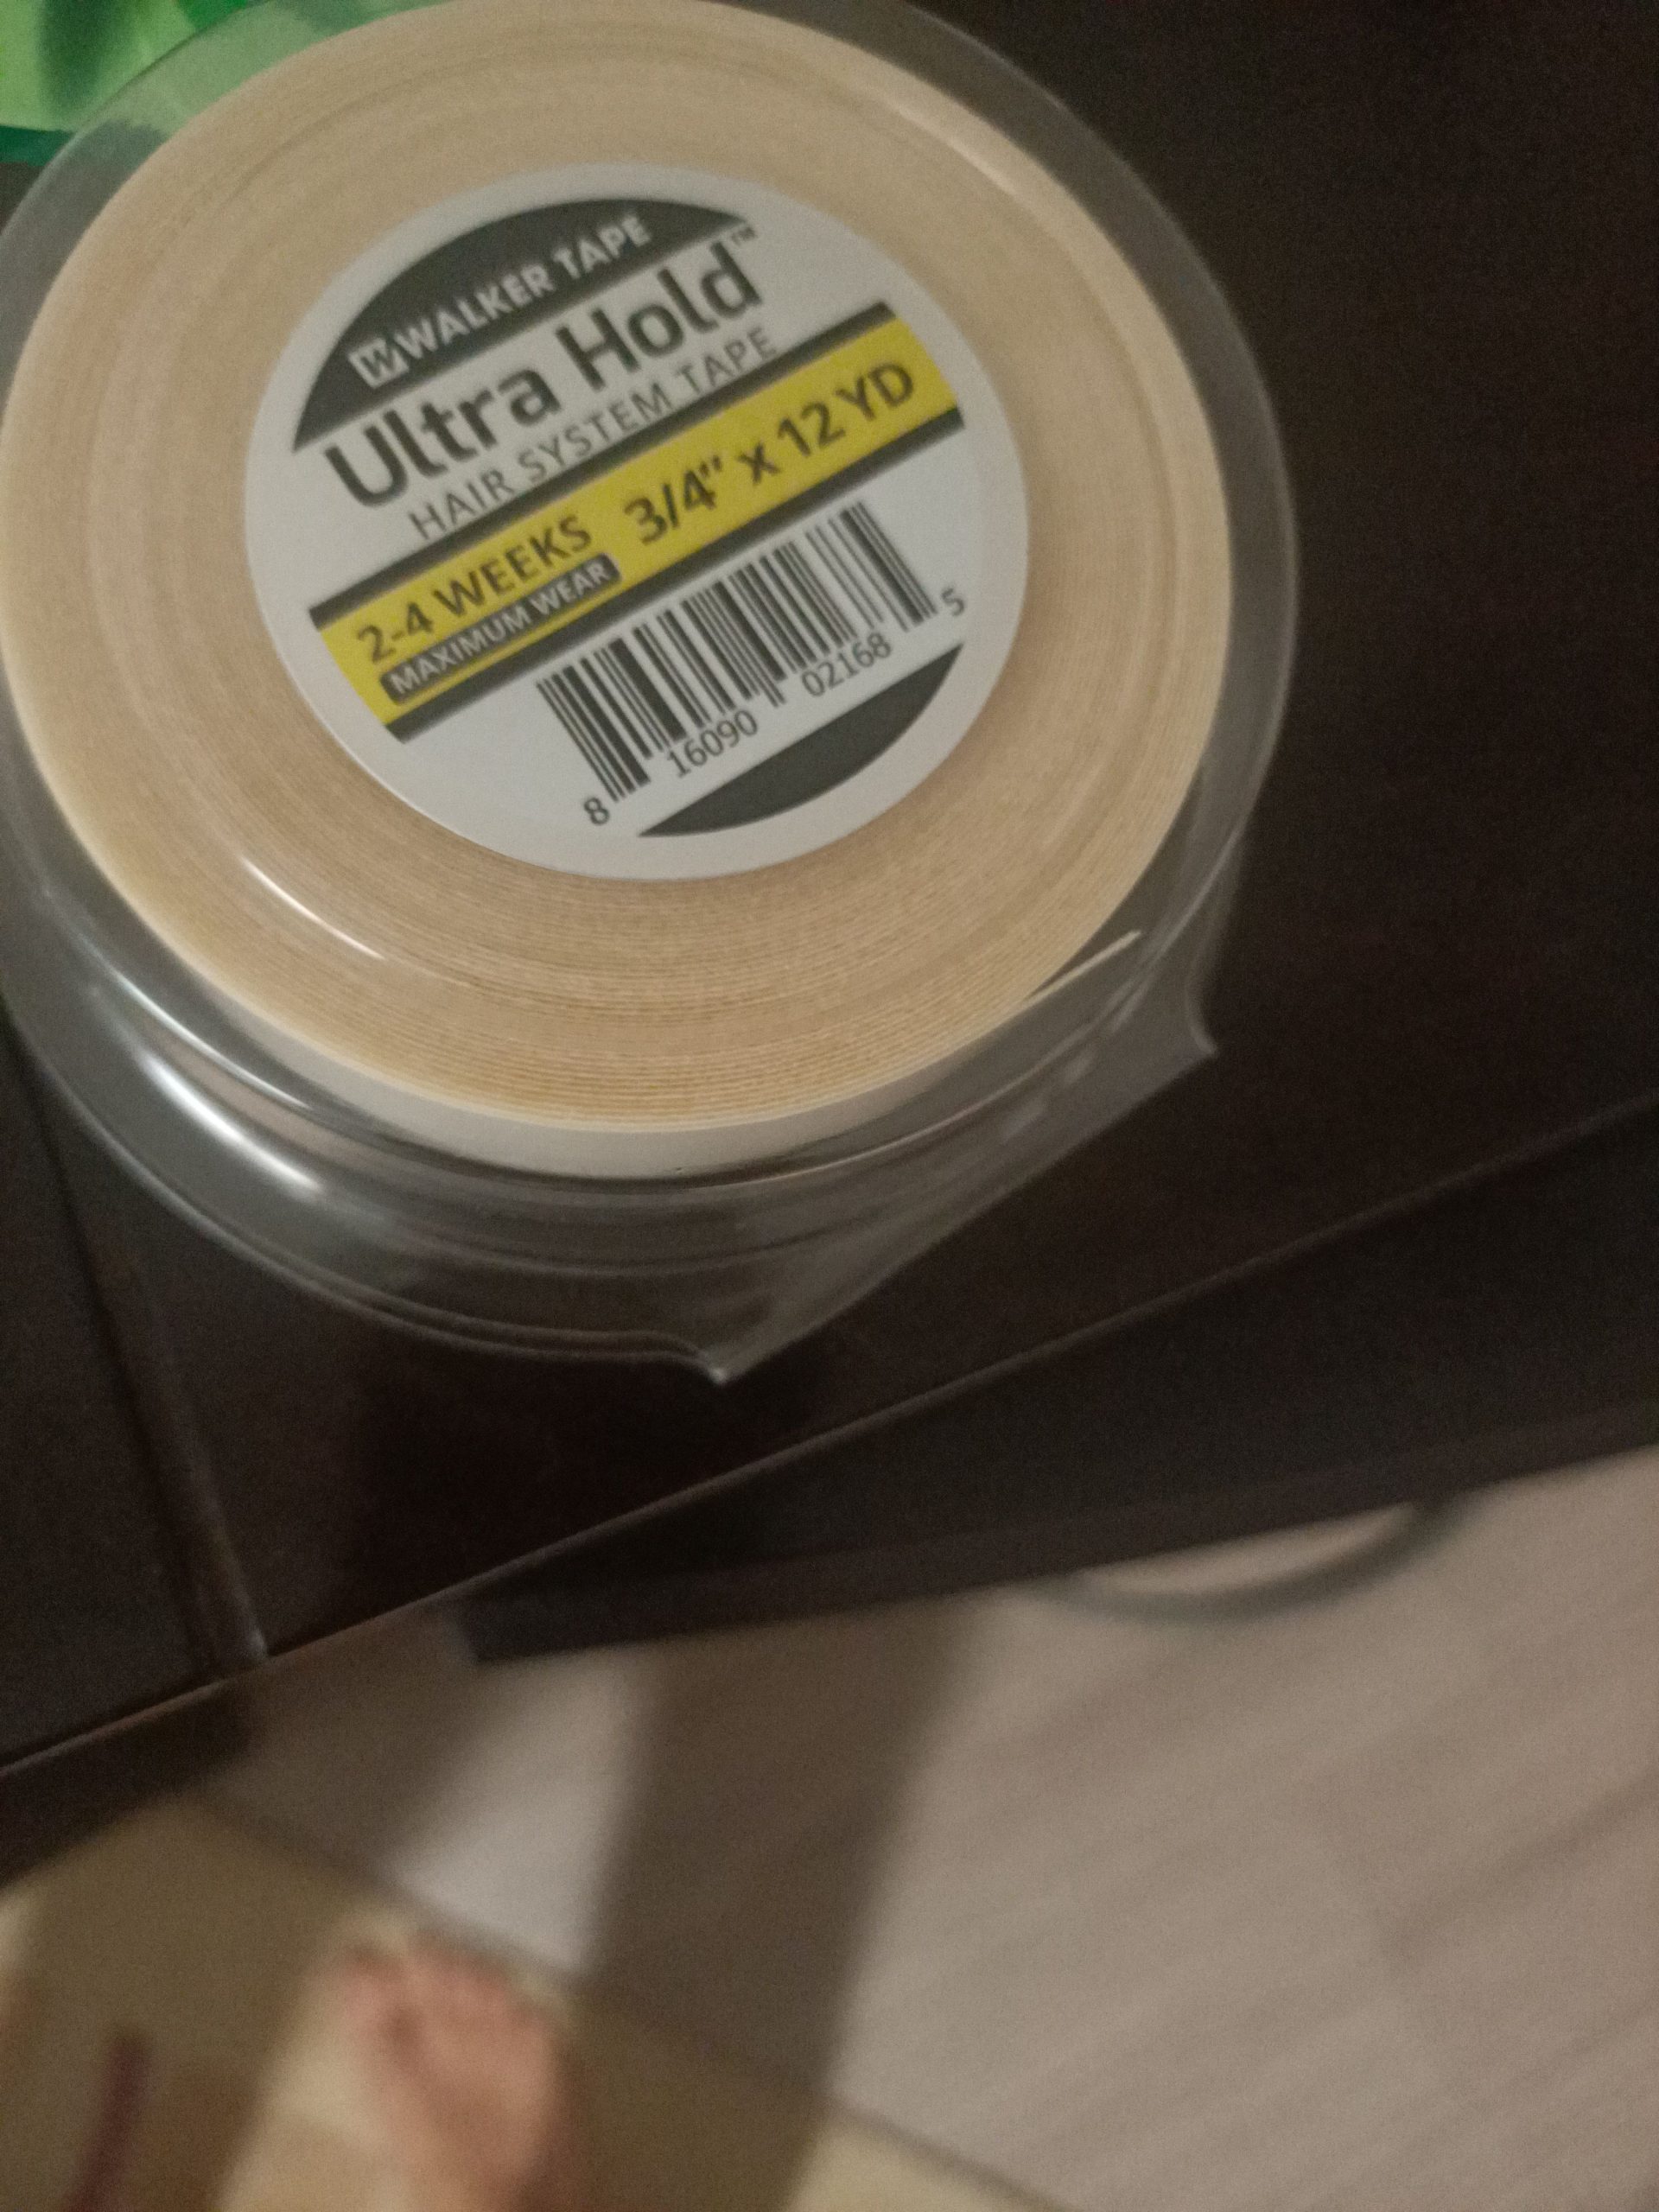 W WALKER TAPE
Ultra Hold™
HAIR SYSTEM TAPE
2-4 WEEKS 3/4" x 12 YD
MAXIMUM WEAR
8 16090 02168 5